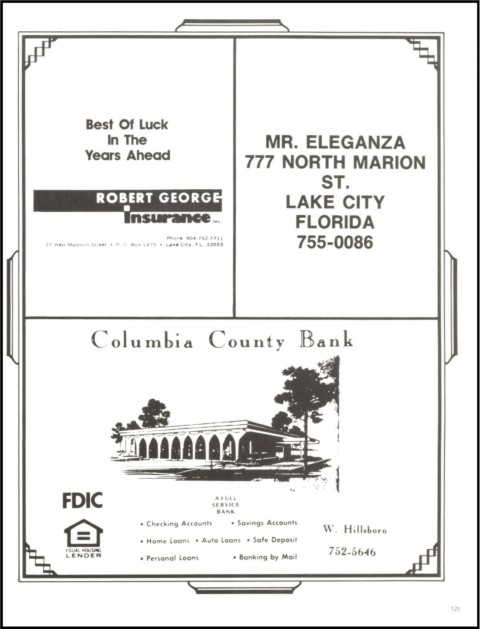 Best Of Luck
In The
Years Ahead
ROBERT GEORGE
Insurance INC.
Phone 904 752-7711
22 West Madison Street • P. O. Box 1675 • Lake City, FL. 32055
MR. ELEGANZA
777 NORTH MARION
ST.
LAKE CITY
FLORIDA
755-0086
Columbia County Bank
FDIC
EQUAL HOUSING
LENDER
A FULL
SERVICE
BANK
• Checking Accounts • Savings Accounts
• Home Loans • Auto Loans • Safe Deposit
• Personal Loans • Banking by Mail
W. Hillsboro
752-5646
125